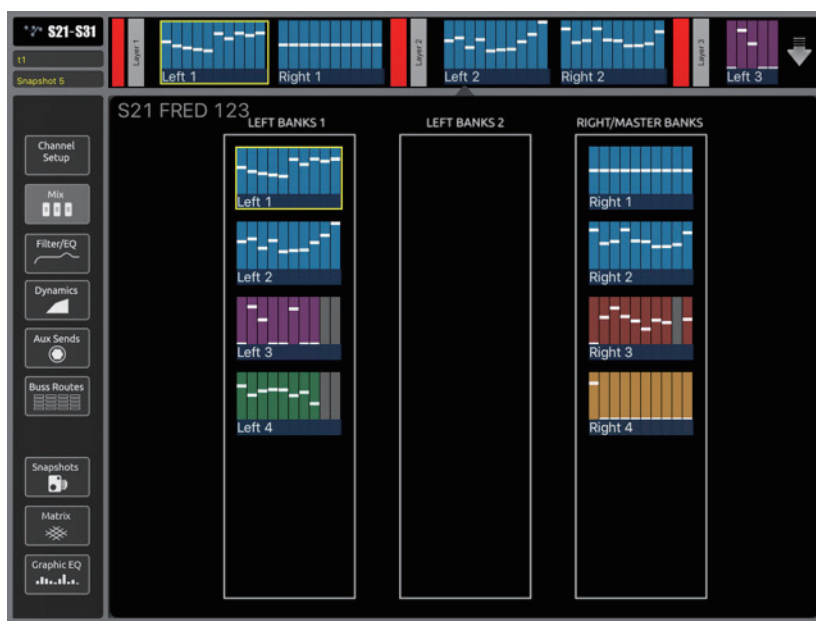 S21-S31
t1
Snapshot 5
Layer 1
Left 1
Right 1
Layer 2
Left 2
Right 2
Layer 3
Left 3
S21 FRED 123
LEFT BANKS 1
LEFT BANKS 2
RIGHT/MASTER BANKS
Channel
Setup
Mix
Filter/EQ
Dynamics
Aux Sends
Buss Routes
Snapshots
Matrix
Graphic EQ
Left 1
Left 2
Left 3
Left 4
Right 1
Right 2
Right 3
Right 4